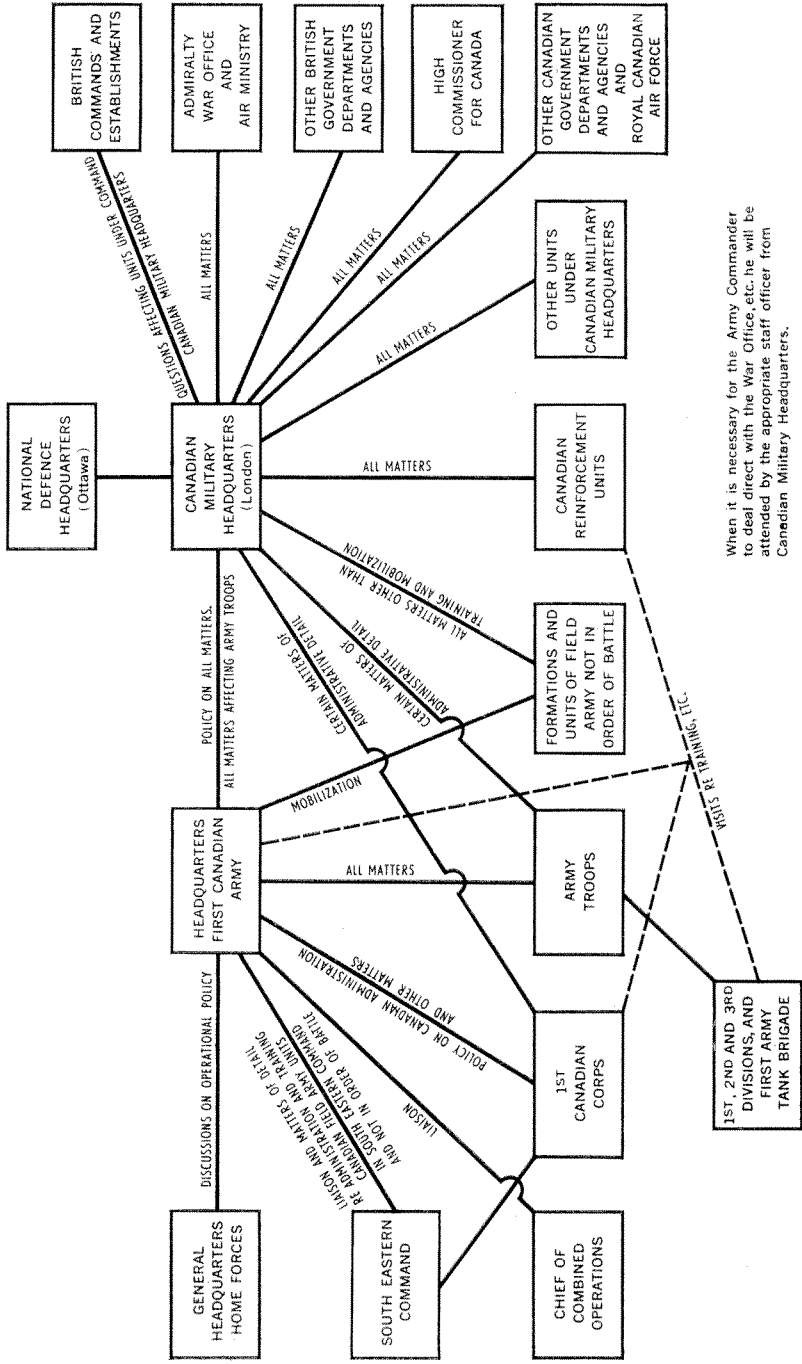 NATIONAL
DEFENCE
HEADQUARTERS
(Ottawa)
GENERAL
HEADQUARTERS
HOME FORCES
DISCUSSIONS ON OPERATIONAL POLICY
HEADQUARTERS
FIRST CANADIAN
ARMY
POLICY ON ALL MATTERS.
ALL MATTERS AFFECTING ARMY TROOPS
CANADIAN
MILITARY
HEADQUARTERS
(London)
QUESTIONS AFFECTING UNITS UNDER COMMAND
CANADIAN MILITARY HEADQUARTERS
BRITISH
COMMANDS AND
ESTABLISHMENTS
ALL MATTERS
ADMIRALTY
WAR OFFICE
AND
AIR MINISTRY
ALL MATTERS
OTHER BRITISH
GOVERNMENT
DEPARTMENTS
AND AGENCIES
ALL MATTERS
HIGH
COMMISSIONER
FOR CANADA
ALL MATTERS
OTHER CANADIAN
GOVERNMENT
DEPARTMENTS
AND AGENCIES
AND
ROYAL CANADIAN
AIR FORCE
LIAISON AND MATTERS OF DETAIL
RE ADMINISTRATION AND TRAINING
CANADIAN FIELD ARMY UNITS
IN SOUTH EASTERN COMMAND
AND NOT IN ORDER OF BATTLE
SOUTH EASTERN
COMMAND
LIAISON
POLICY ON CANADIAN ADMINISTRATION
AND OTHER MATTERS
ALL MATTERS
MOBILIZATION
CERTAIN MATTERS OF
ADMINISTRATIVE DETAIL
CERTAIN MATTERS OF
ADMINISTRATIVE DETAIL
ALL MATTERS OTHER THAN
TRAINING AND MOBILIZATION
ALL MATTERS
ALL MATTERS
CHIEF OF
COMBINED
OPERATIONS
1ST
CANADIAN
CORPS
ARMY
TROOPS
FORMATIONS AND
UNITS OF FIELD
ARMY NOT IN
ORDER OF BATTLE
CANADIAN
REINFORCEMENT
UNITS
OTHER UNITS
UNDER
CANADIAN MILITARY
HEADQUARTERS
VISITS RE TRAINING, ETC.
1ST, 2ND AND 3RD
DIVISIONS, AND
FIRST ARMY
TANK BRIGADE
When it is necessary for the Army Commander
to deal direct with the War Office, etc. he will be
attended by the appropriate staff officer from
Canadian Military Headquarters.